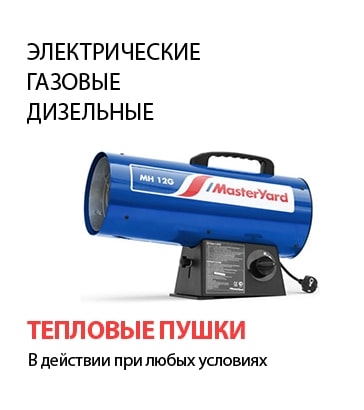 ЭЛЕКТРИЧЕСКИЕ
ГАЗОВЫЕ
ДИЗЕЛЬНЫЕ
MH 12G
MasterYard
ТЕПЛОВЫЕ ПУШКИ
В действии при любых условиях